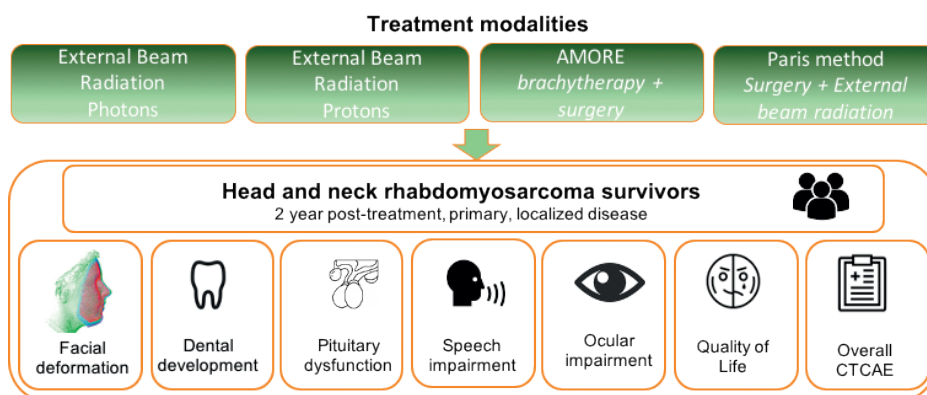 Treatment modalities
External Beam
Radiation
Photons
External Beam
Radiation
Protons
AMORE
brachytherapy +
surgery
Paris method
Surgery + External
beam radiation
Head and neck rhabdomyosarcoma survivors
2 year post-treatment, primary, localized disease
Facial
deformation
Dental
development
Pituitary
dysfunction
Speech
impairment
Ocular
impairment
Quality of
Life
Overall
CTCAE